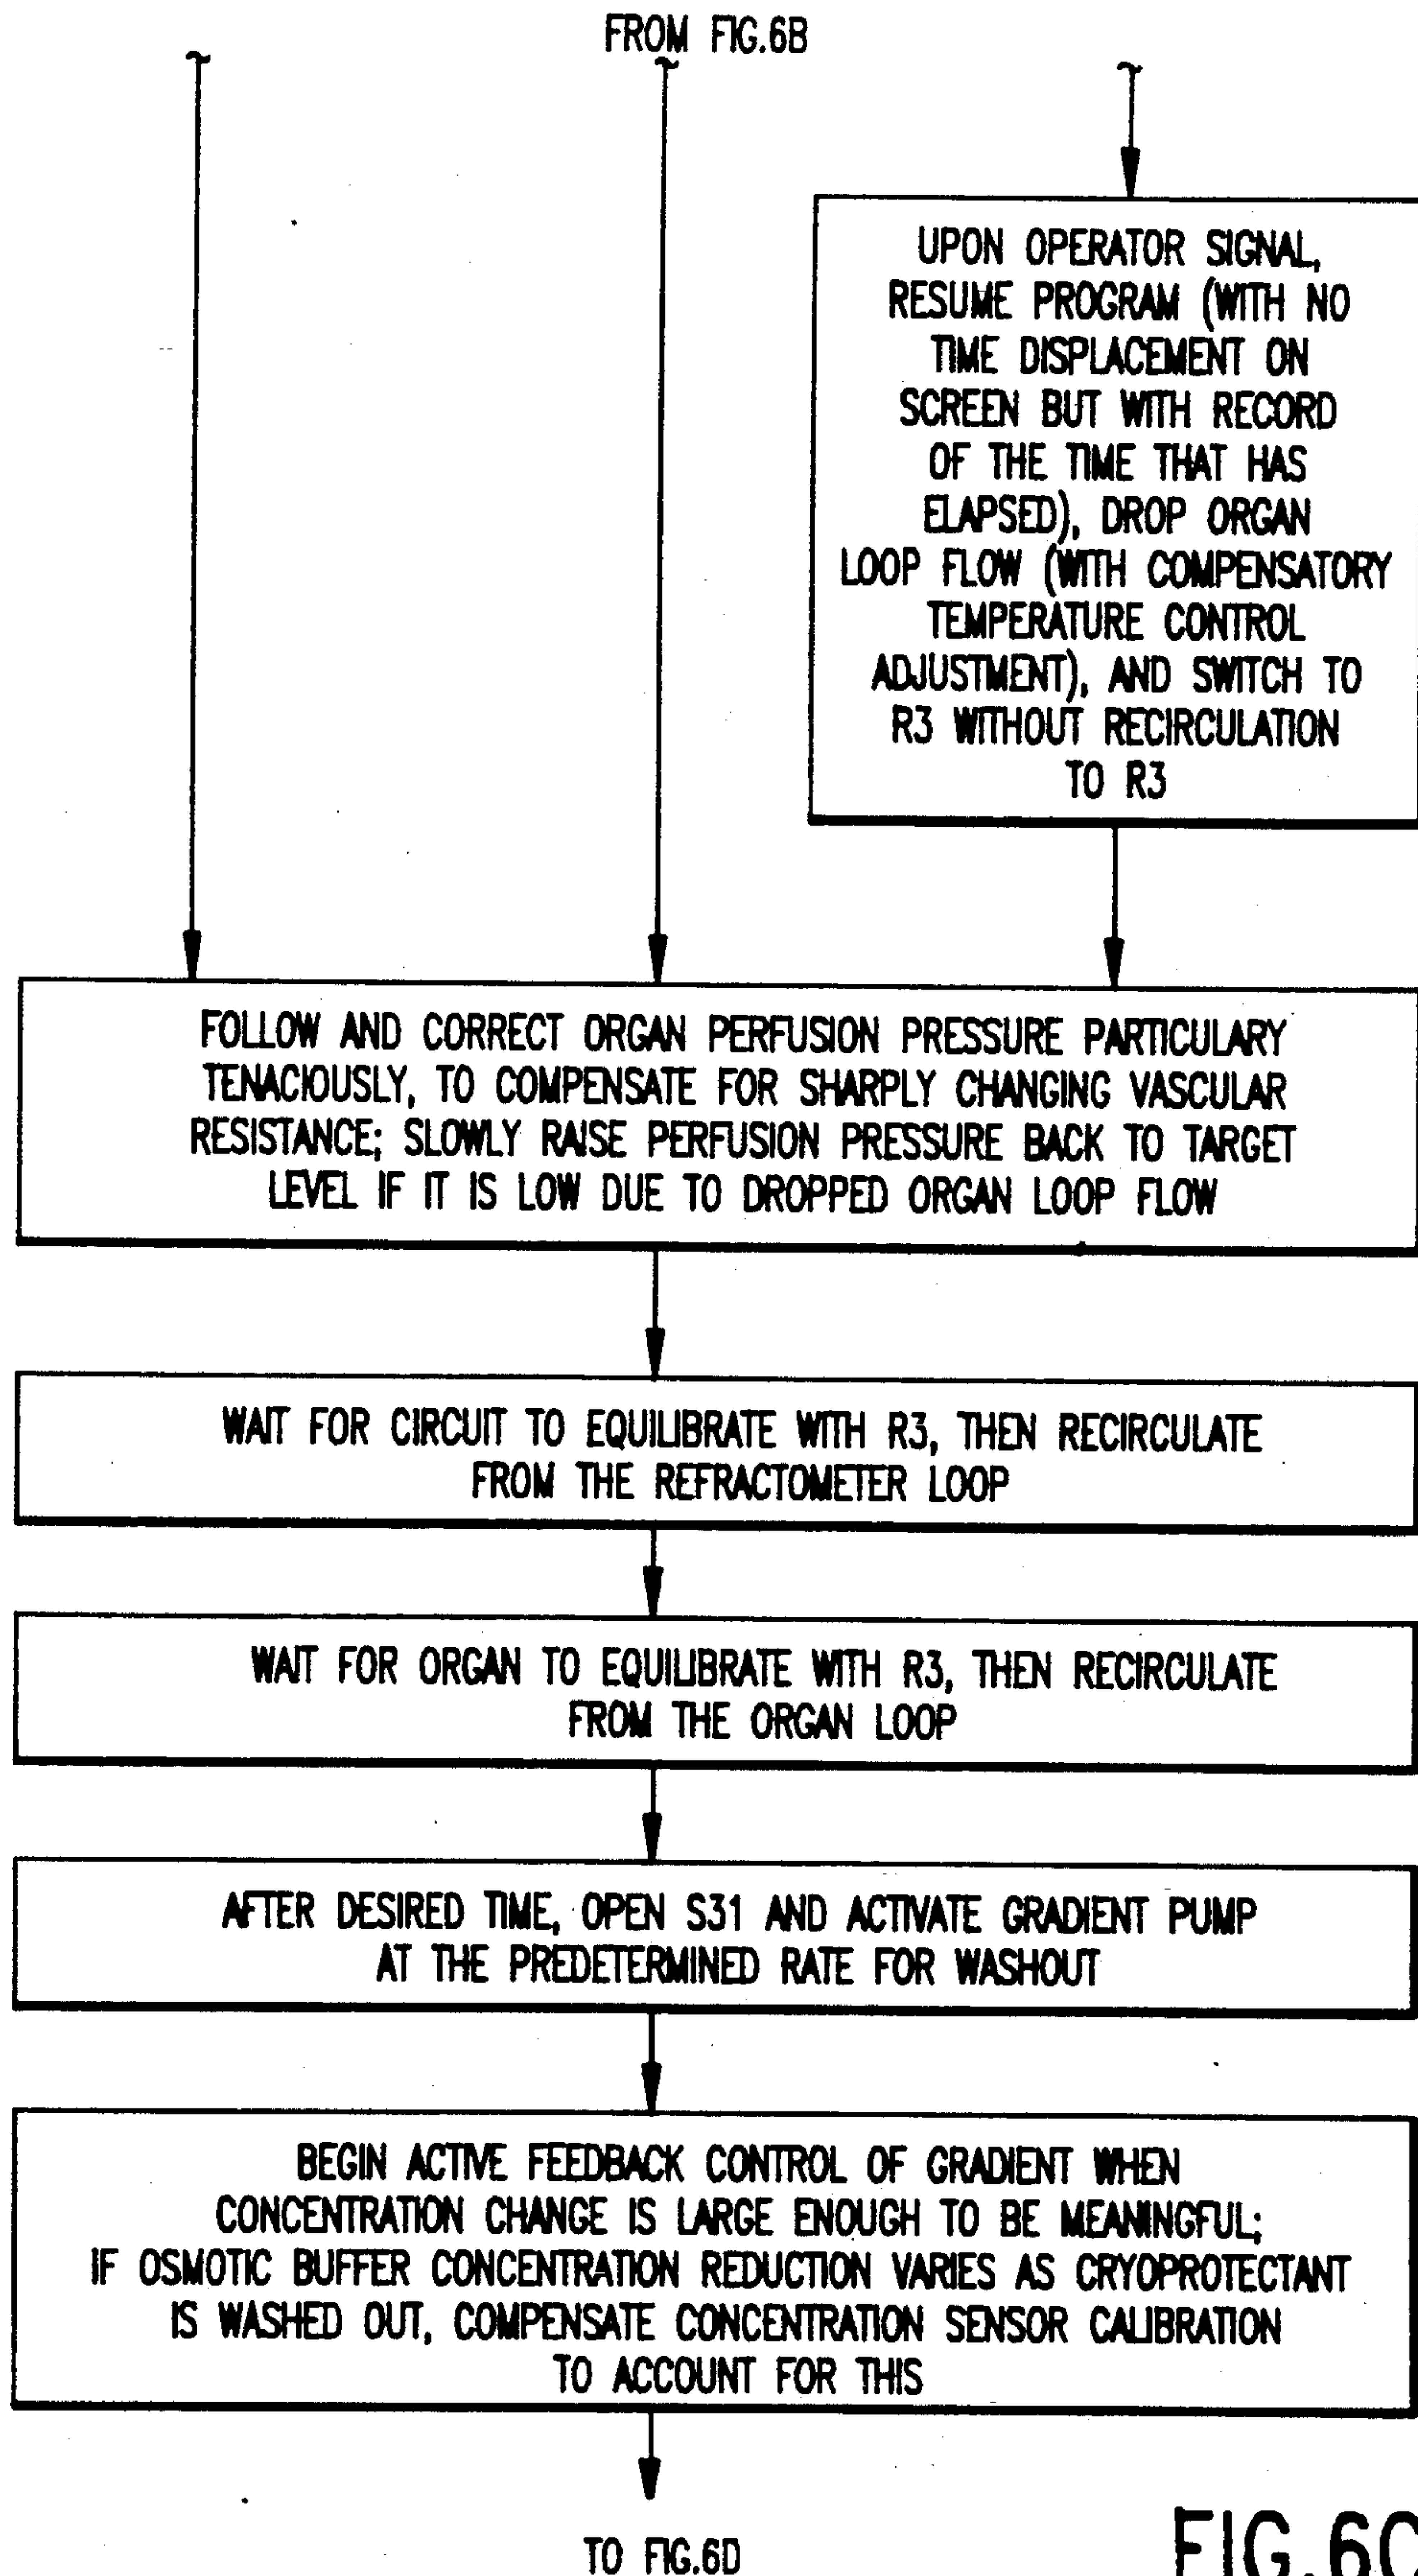 FROM FIG.6B
UPON OPERATOR SIGNAL,
RESUME PROGRAM (WITH NO
TIME DISPLACEMENT ON
SCREEN BUT WITH RECORD
OF THE TIME THAT HAS
ELAPSED), DROP ORGAN
LOOP FLOW (WITH COMPENSATORY
TEMPERATURE CONTROL
ADJUSTMENT), AND SWITCH TO
R3 WITHOUT RECIRCULATION
TO R3
FOLLOW AND CORRECT ORGAN PERFUSION PRESSURE PARTICULARY
TENACIOUSLY, TO COMPENSATE FOR SHARPLY CHANGING VASCULAR
RESISTANCE; SLOWLY RAISE PERFUSION PRESSURE BACK TO TARGET
LEVEL IF IT IS LOW DUE TO DROPPED ORGAN LOOP FLOW
WAIT FOR CIRCUIT TO EQUILIBRATE WITH R3, THEN RECIRCULATE
FROM THE REFRACTOMETER LOOP
WAIT FOR ORGAN TO EQUILIBRATE WITH R3, THEN RECIRCULATE
FROM THE ORGAN LOOP
AFTER DESIRED TIME, OPEN S31 AND ACTIVATE GRADIENT PUMP
AT THE PREDETERMINED RATE FOR WASHOUT
BEGIN ACTIVE FEEDBACK CONTROL OF GRADIENT WHEN
CONCENTRATION CHANGE IS LARGE ENOUGH TO BE MEANINGFUL;
IF OSMOTIC BUFFER CONCENTRATION REDUCTION VARIES AS CRYOPROTECTANT
IS WASHED OUT, COMPENSATE CONCENTRATION SENSOR CALIBRATION
TO ACCOUNT FOR THIS
TO FIG.6D
FIG.6C